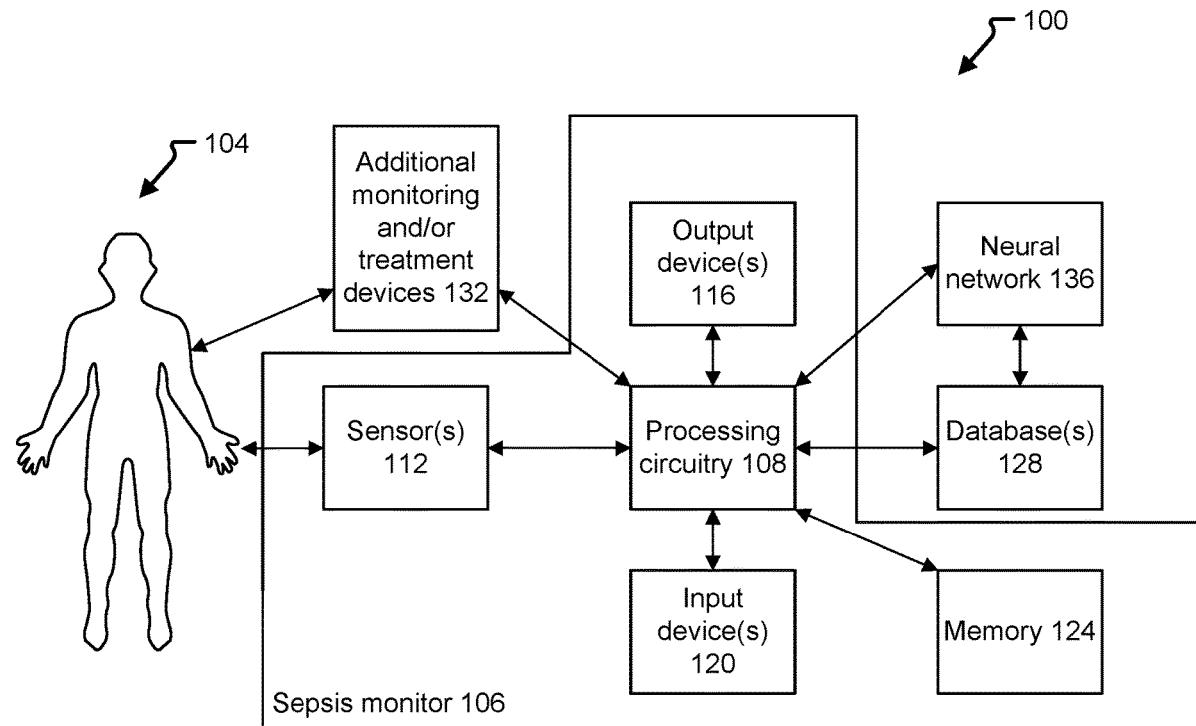 100
104
Additional
monitoring
and/or
treatment
devices 132
Output
device(s)
116
Neural
network 136
Sensor(s)
112
Processing
circuitry 108
Database(s)
128
Input
device(s)
120
Memory 124
Sepsis monitor 106